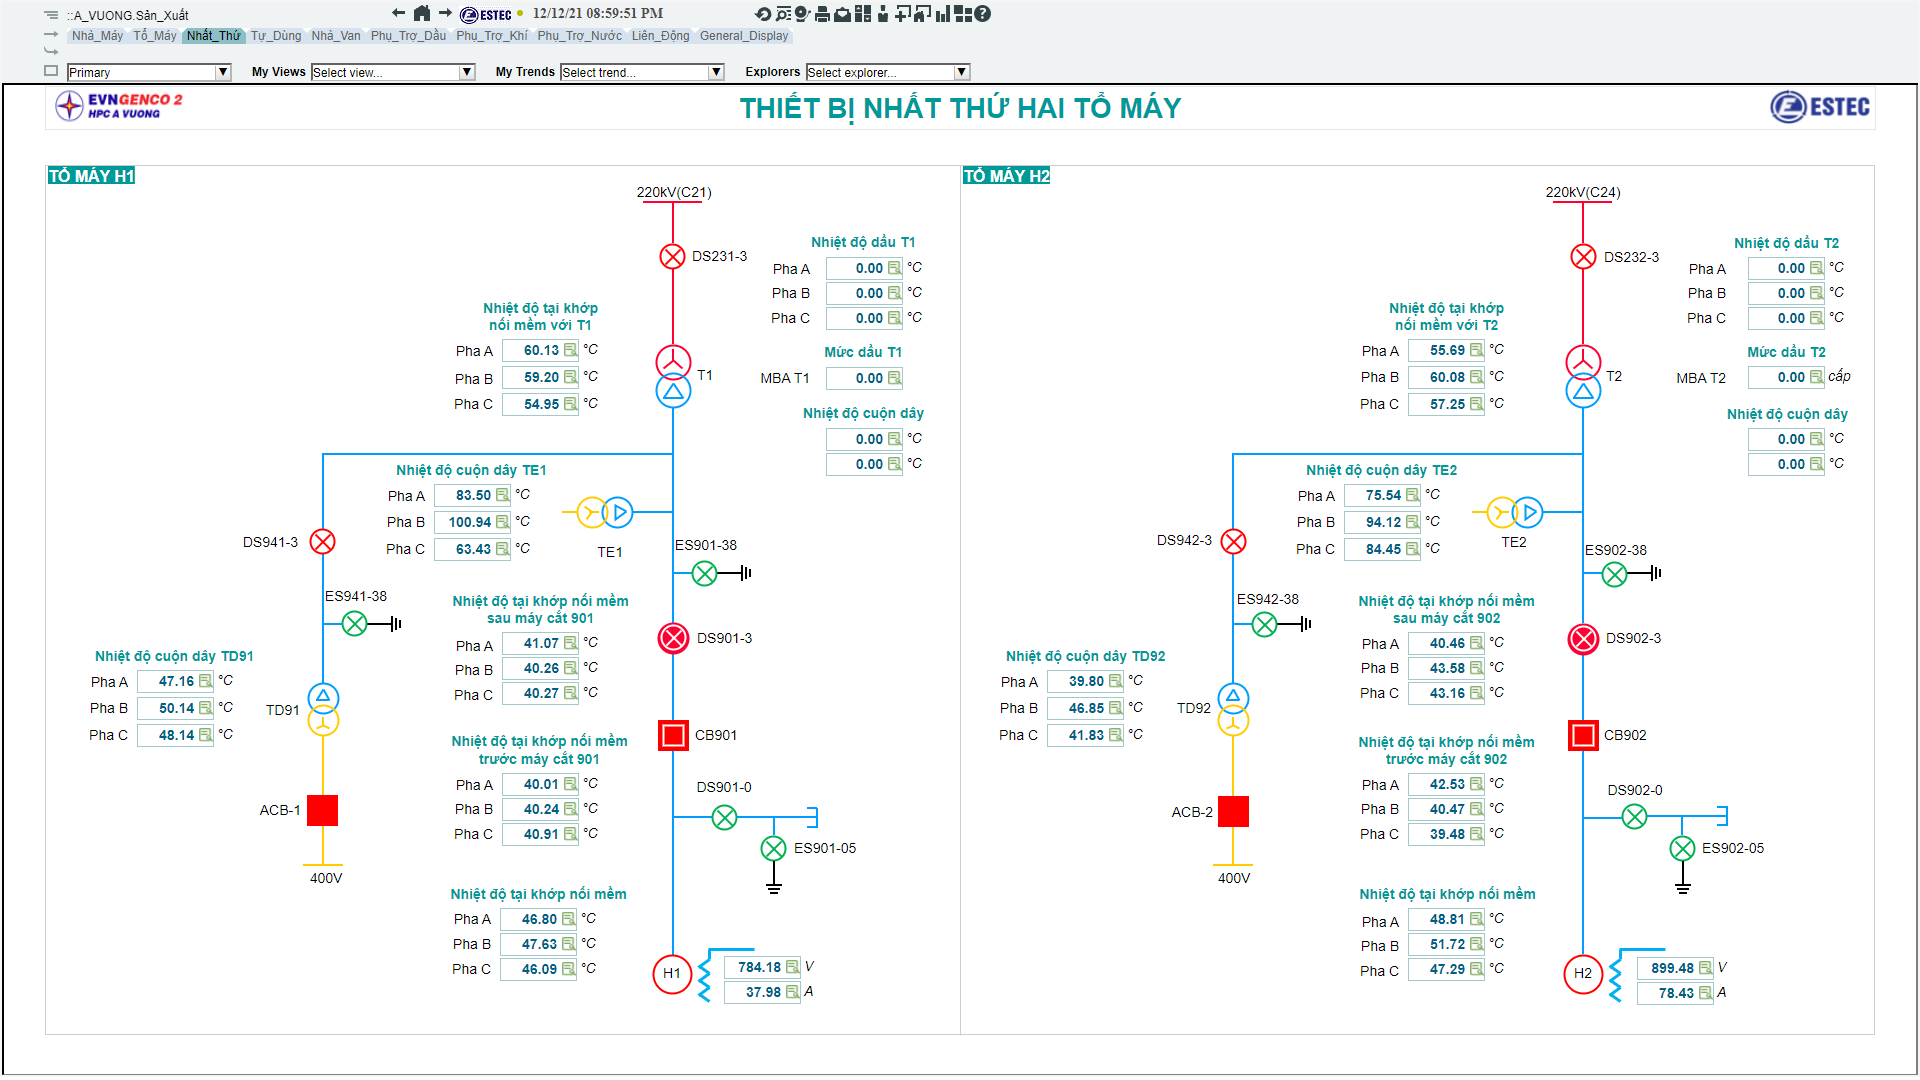 ::A_VUONG.Sản_Xuất
ESTEC
12/12/21 08:59:51 PM
Nhà_Máy Tổ_Máy Nhất_Thứ Tự_Dùng Nhà_Van Phụ_Trợ_Dầu Phụ_Trợ_Khí Phụ_Trợ_Nước Liên_Động General_Display
Primary My Views Select view... My Trends Select trend... Explorers Select explorer...
EVNGENCO 2
HPC A VUONG
THIẾT BỊ NHẤT THỨ HAI TỔ MÁY
ESTEC
TỔ MÁY H1
220kV(C21)
DS231-3
Nhiệt độ dầu T1
Pha A 0.00 °C
Pha B 0.00 °C
Pha C 0.00 °C
Nhiệt độ tại khớp
nối mềm với T1
Pha A 60.13 °C
Pha B 59.20 °C
Pha C 54.95 °C
T1
Mức dầu T1
MBA T1 0.00
Nhiệt độ cuộn dây
0.00 °C
0.00 °C
Nhiệt độ cuộn dây TE1
Pha A 83.50 °C
Pha B 100.94 °C
Pha C 63.43 °C
TE1
DS941-3
ES901-38
ES941-38
Nhiệt độ tại khớp nối mềm
sau máy cắt 901
Pha A 41.07 °C
Pha B 40.26 °C
Pha C 40.27 °C
DS901-3
Nhiệt độ cuộn dây TD91
Pha A 47.16 °C
Pha B 50.14 °C
Pha C 48.14 °C
TD91
CB901
Nhiệt độ tại khớp nối mềm
trước máy cắt 901
Pha A 40.01 °C
Pha B 40.24 °C
Pha C 40.91 °C
DS901-0
ACB-1
ES901-05
400V
Nhiệt độ tại khớp nối mềm
Pha A 46.80 °C
Pha B 47.63 °C
Pha C 46.09 °C
H1
784.18 V
37.98 A
TỔ MÁY H2
220kV(C24)
DS232-3
Nhiệt độ dầu T2
Pha A 0.00 °C
Pha B 0.00 °C
Pha C 0.00 °C
Nhiệt độ tại khớp
nối mềm với T2
Pha A 55.69 °C
Pha B 60.08 °C
Pha C 57.25 °C
T2
Mức dầu T2
MBA T2 0.00 cấp
Nhiệt độ cuộn dây
0.00 °C
0.00 °C
Nhiệt độ cuộn dây TE2
Pha A 75.54 °C
Pha B 94.12 °C
Pha C 84.45 °C
TE2
DS942-3
ES902-38
ES942-38
Nhiệt độ tại khớp nối mềm
sau máy cắt 902
Pha A 40.46 °C
Pha B 43.58 °C
Pha C 43.16 °C
DS902-3
Nhiệt độ cuộn dây TD92
Pha A 39.80 °C
Pha B 46.85 °C
Pha C 41.83 °C
TD92
CB902
Nhiệt độ tại khớp nối mềm
trước máy cắt 902
Pha A 42.53 °C
Pha B 40.47 °C
Pha C 39.48 °C
DS902-0
ACB-2
ES902-05
400V
Nhiệt độ tại khớp nối mềm
Pha A 48.81 °C
Pha B 51.72 °C
Pha C 47.29 °C
H2
899.48 V
78.43 A